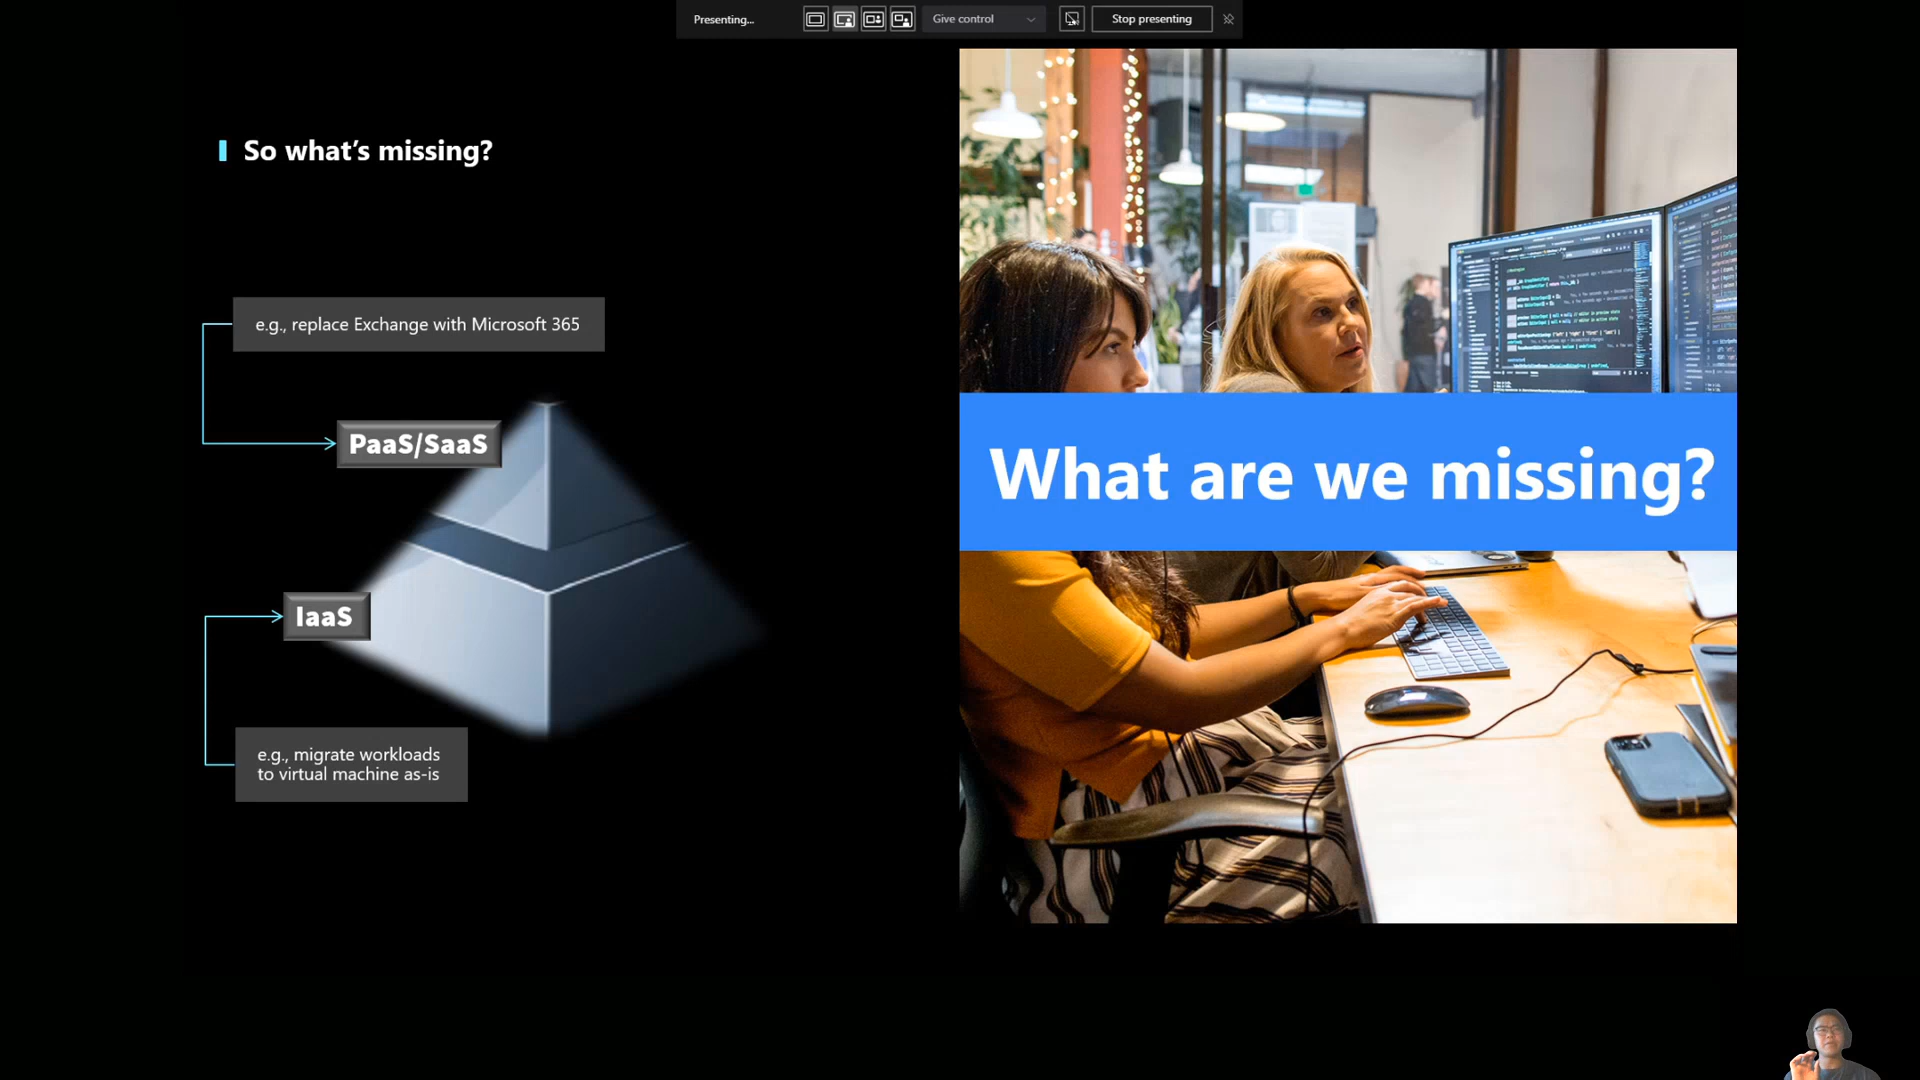 Presenting...
Give control
Stop presenting
So what's missing?
e.g., replace Exchange with Microsoft 365
PaaS/SaaS
IaaS
e.g., migrate workloads
to virtual machine as-is
What are we missing?